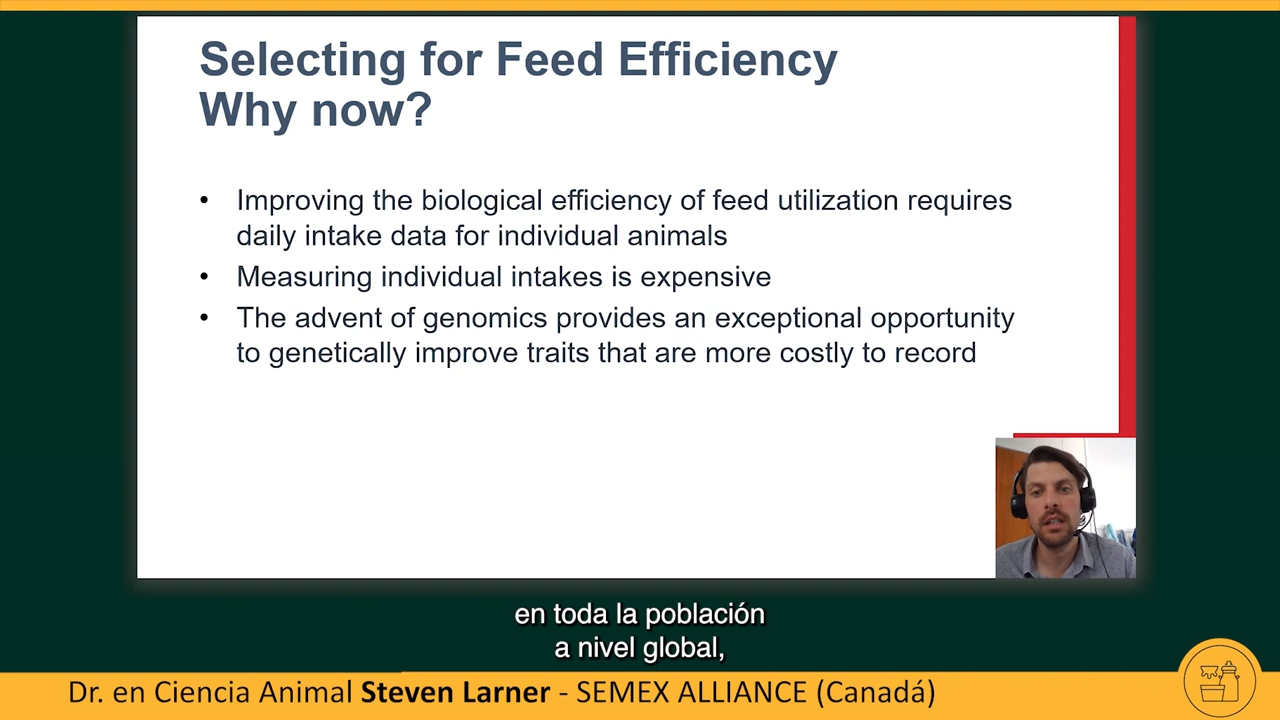 Selecting for Feed Efficiency
Why now?
• Improving the biological efficiency of feed utilization requires
daily intake data for individual animals
• Measuring individual intakes is expensive
• The advent of genomics provides an exceptional opportunity
to genetically improve traits that are more costly to record
en toda la población
a nivel global,
Dr. en Ciencia Animal Steven Larner - SEMEX ALLIANCE (Canadá)